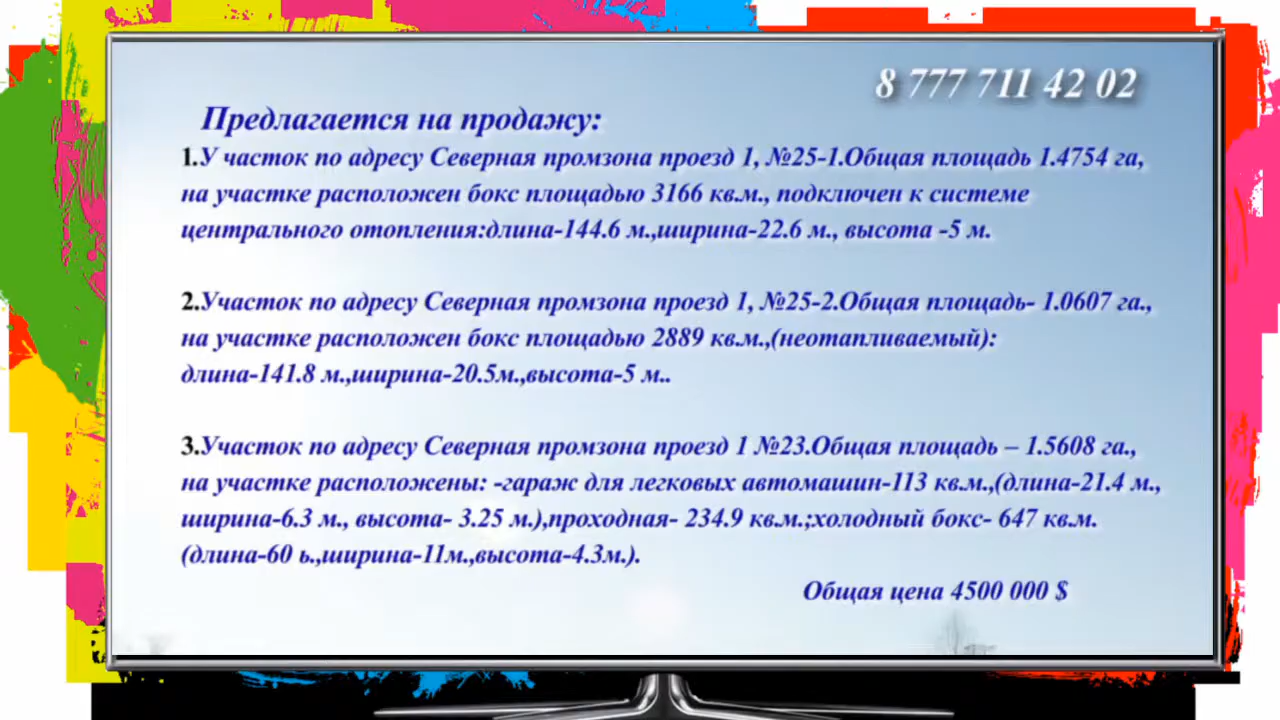 8 777 711 42 02
Предлагается на продажу:
1.У часток по адресу Северная промзона проезд 1, №25-1.Общая площадь 1.4754 га,
на участке расположен бокс площадью 3166 кв.м., подключен к системе
центрального отопления:длина-144.6 м.,ширина-22.6 м., высота -5 м.
2.Участок по адресу Северная промзона проезд 1, №25-2.Общая площадь- 1.0607 га.,
на участке расположен бокс площадью 2889 кв.м.,(неотапливаемый):
длина-141.8 м.,ширина-20.5м.,высота-5 м..
3.Участок по адресу Северная промзона проезд 1 №23.Общая площадь – 1.5608 га.,
на участке расположены: -гараж для легковых автомашин-113 кв.м.,(длина-21.4 м.,
ширина-6.3 м., высота- 3.25 м.),проходная- 234.9 кв.м.;холодный бокс- 647 кв.м.
(длина-60 ь.,ширина-11м.,высота-4.3м.).
Общая цена 4500 000 $